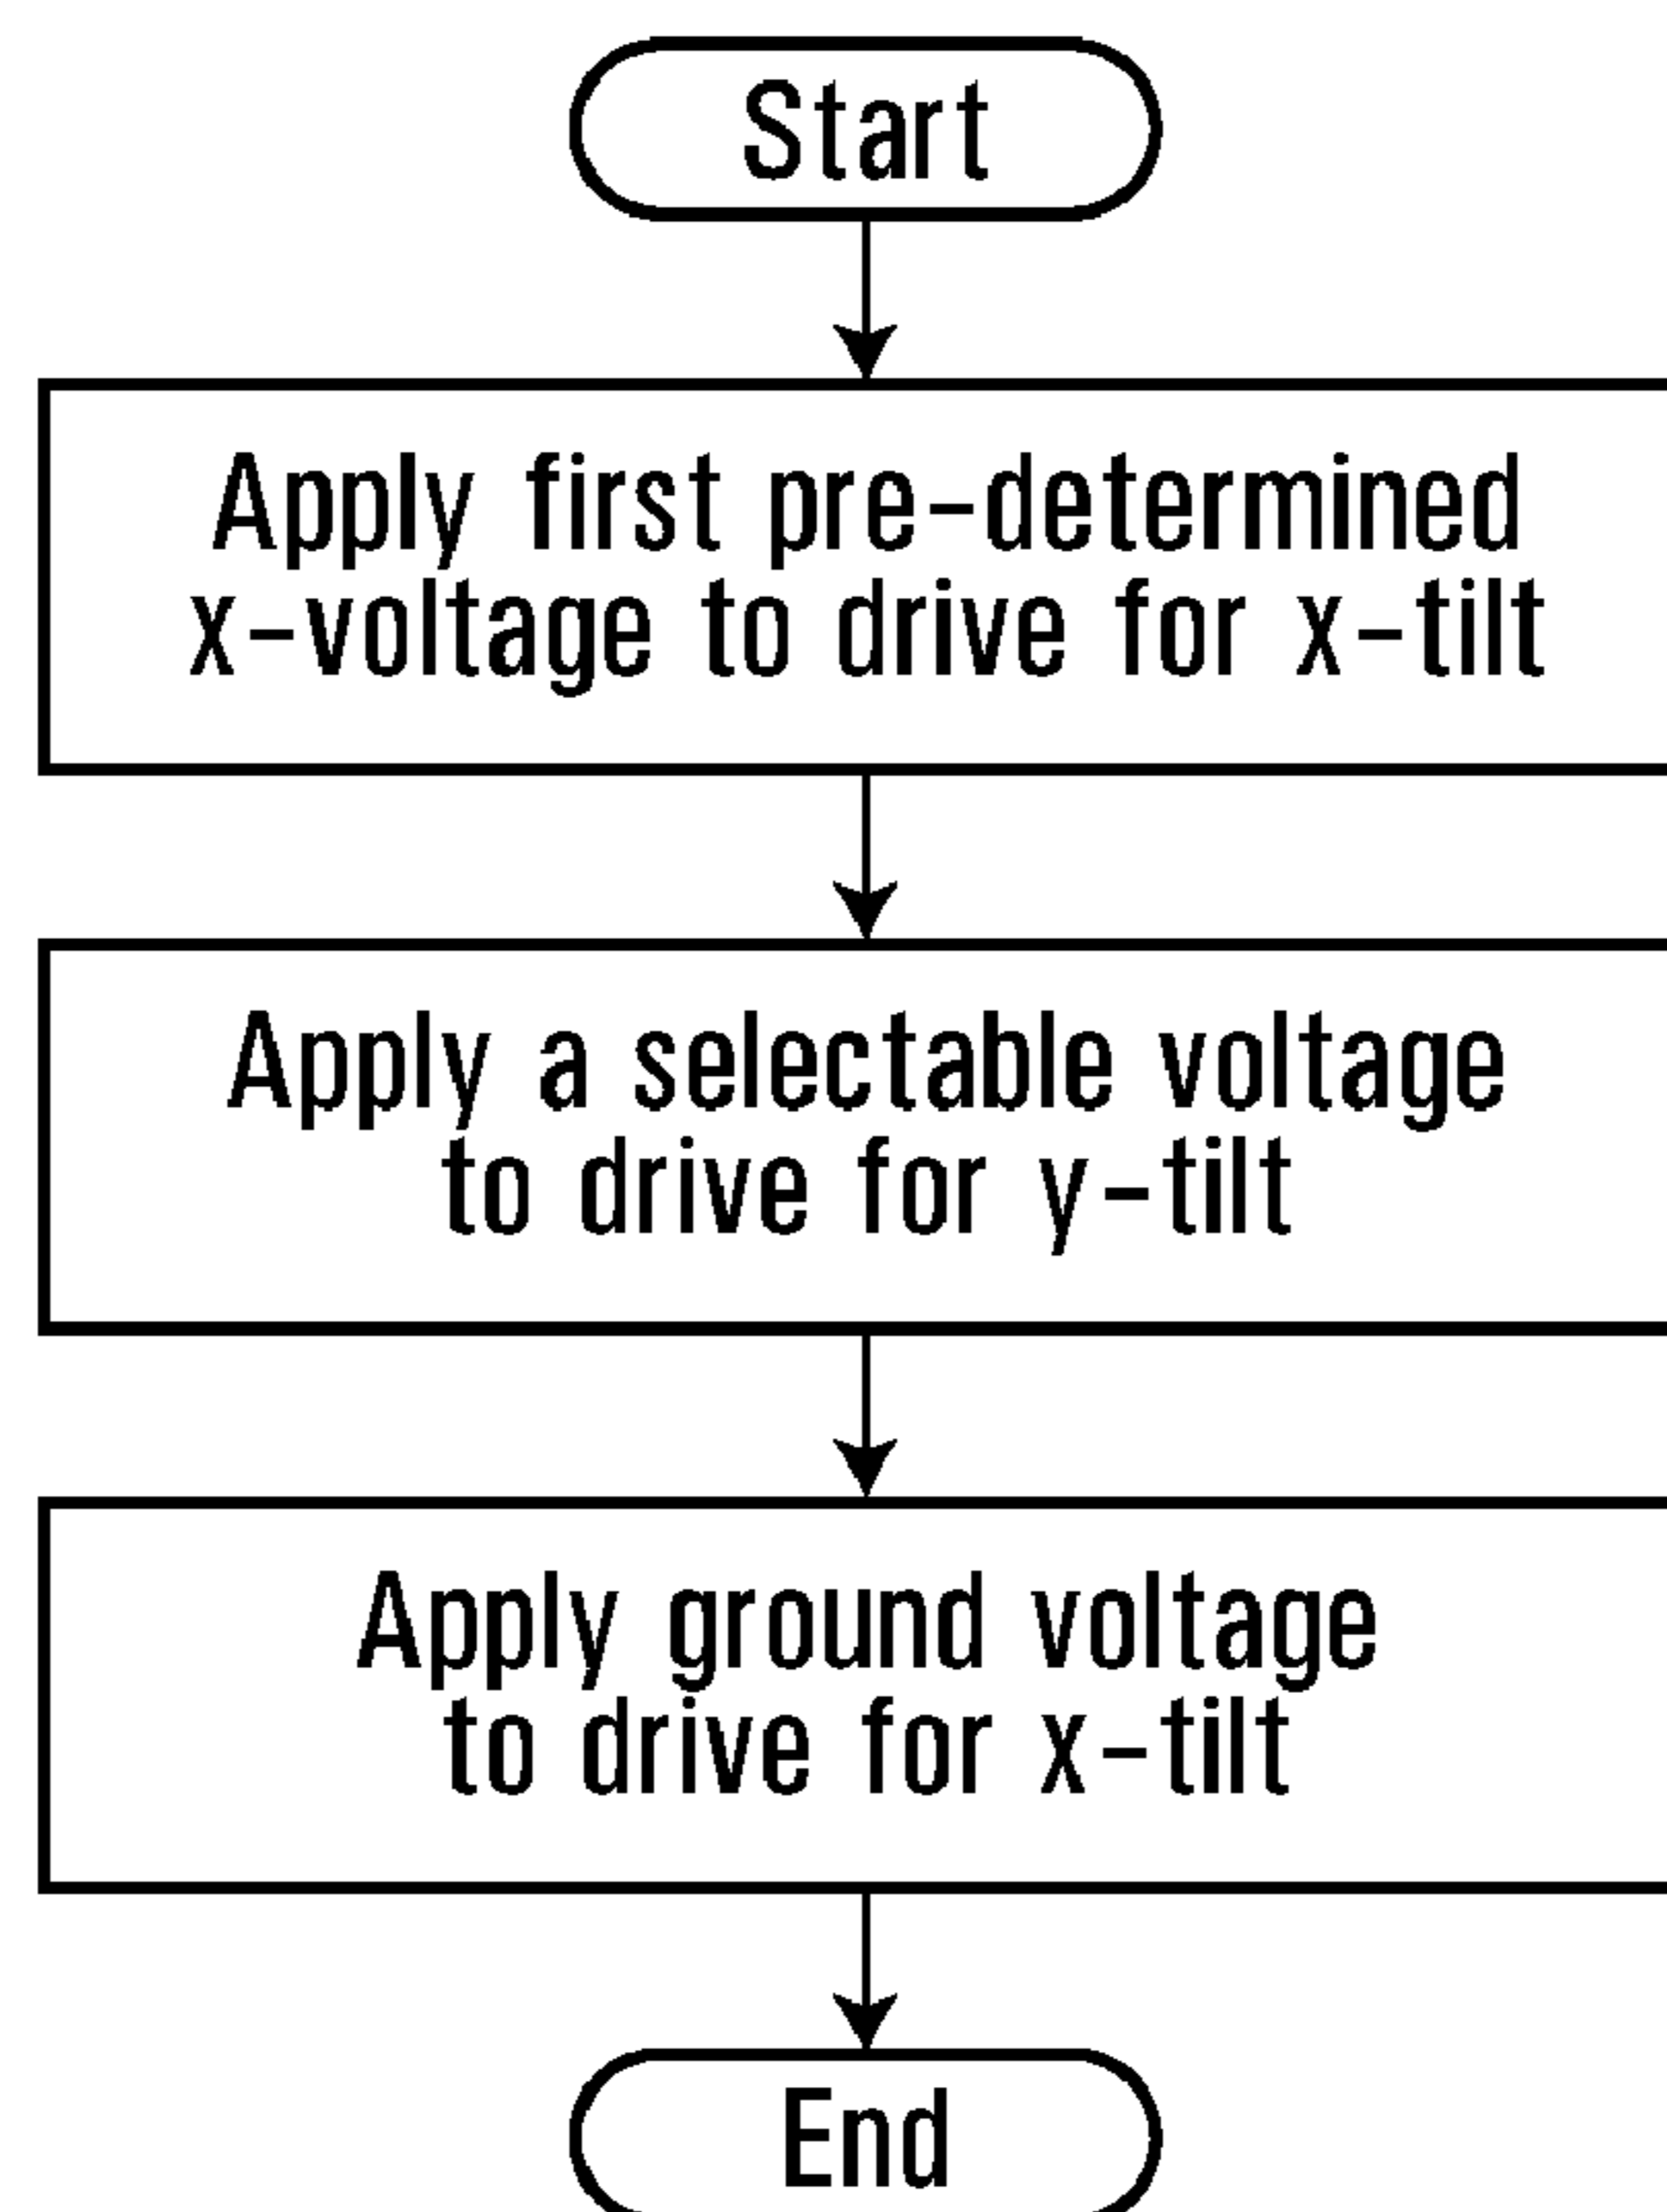 Start
Apply first pre-determined
x-voltage to drive for x-tilt
Apply a selectable voltage
to drive for y-tilt
Apply ground voltage
to drive for x-tilt
End